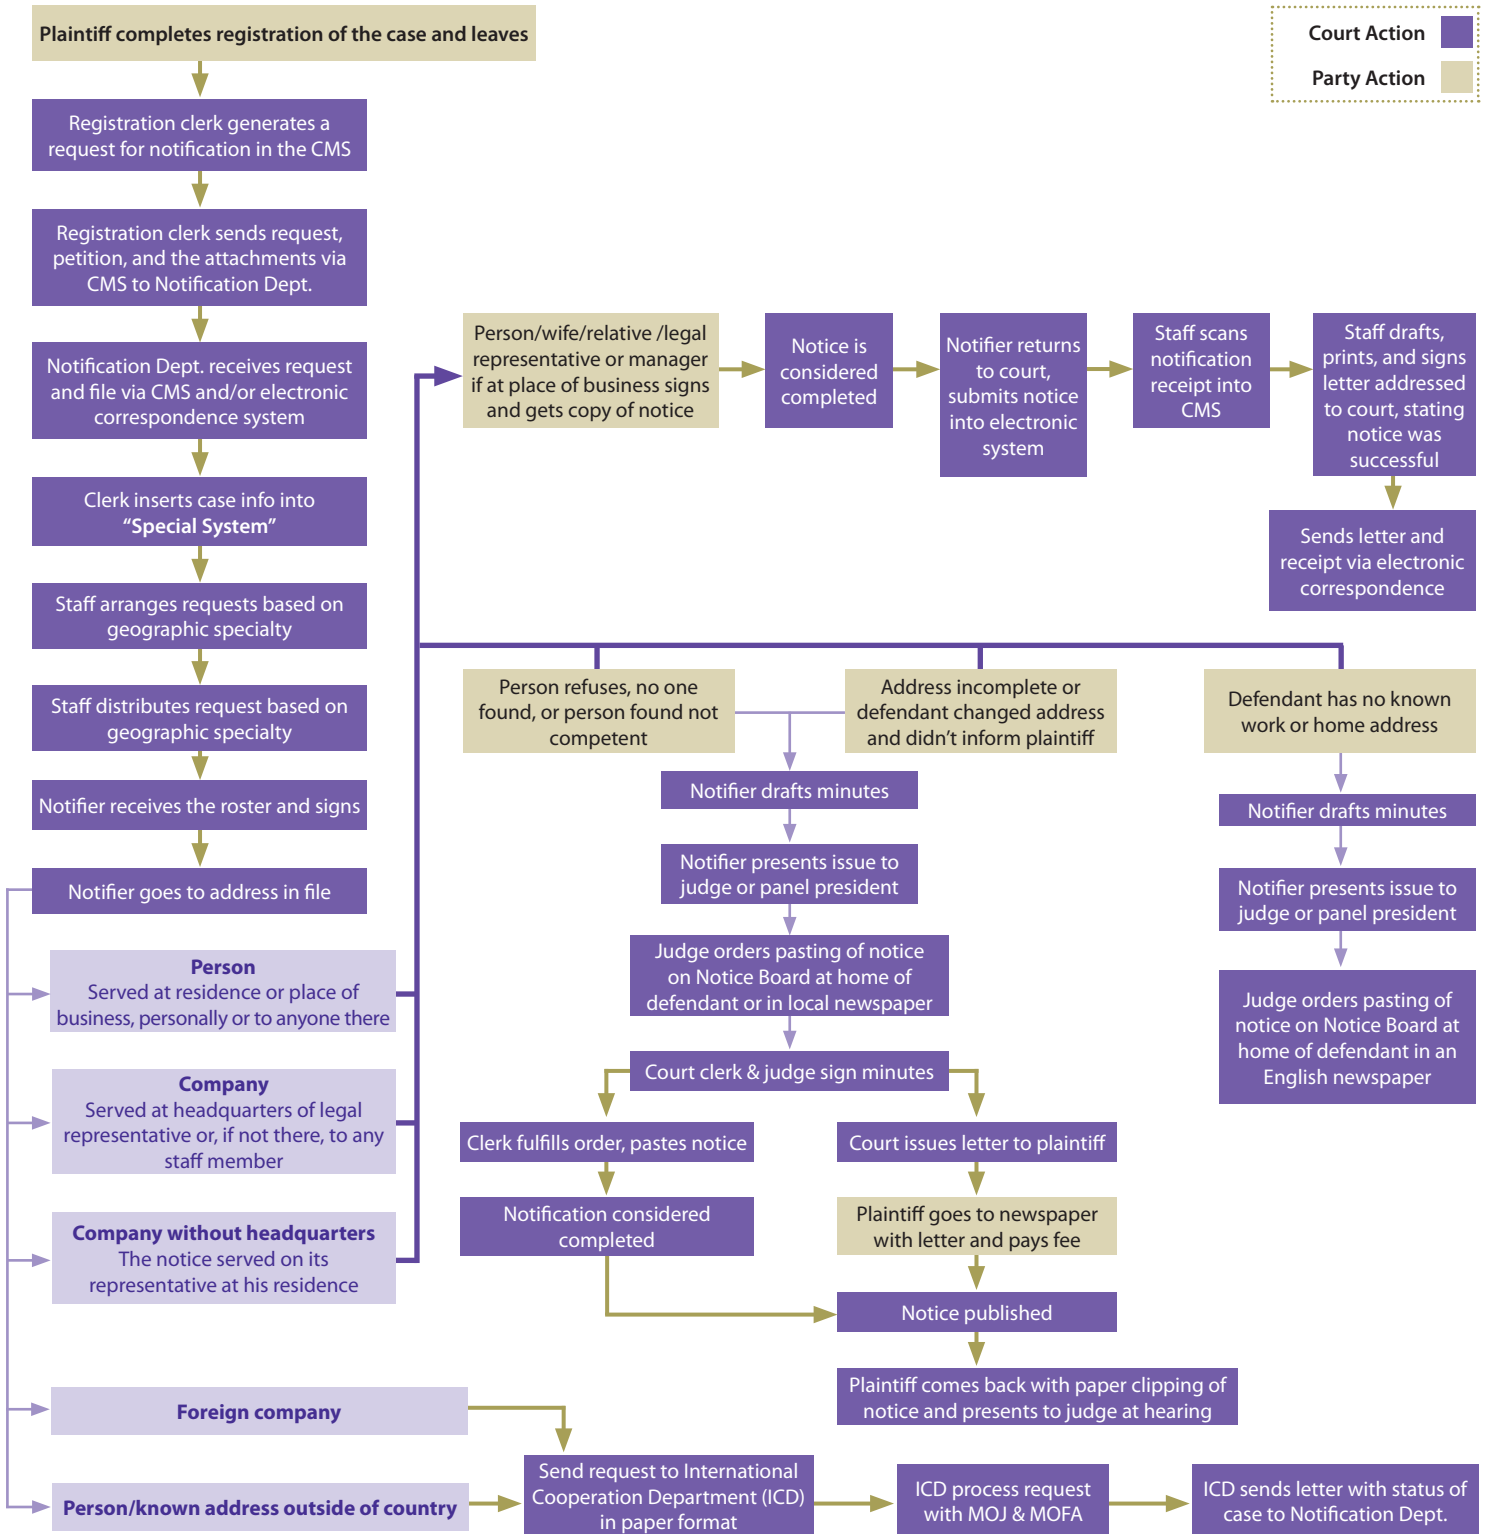 Plaintiff completes registration of the case and leaves
Court Action
Party Action
Registration clerk generates a
request for notification in the CMS
Registration clerk sends request,
petition, and the attachments via
CMS to Notification Dept.
Notification Dept. receives request
and file via CMS and/or electronic
correspondence system
Clerk inserts case info into
“Special System”
Staff arranges requests based on
geographic specialty
Staff distributes request based on
geographic specialty
Notifier receives the roster and signs
Notifier goes to address in file
Person
Served at residence or place of
business, personally or to anyone there
Company
Served at headquarters of legal
representative or, if not there, to any
staff member
Company without headquarters
The notice served on its
representative at his residence
Foreign company
Person/known address outside of country
Person/wife/relative /legal
representative or manager
if at place of business signs
and gets copy of notice
Notice is
considered
completed
Notifier returns
to court,
submits notice
into electronic
system
Staff scans
notification
receipt into
CMS
Staff drafts,
prints, and signs
letter addressed
to court, stating
notice was
successful
Sends letter and
receipt via electronic
correspondence
Person refuses, no one
found, or person found not
competent
Address incomplete or
defendant changed address
and didn’t inform plaintiff
Defendant has no known
work or home address
Notifier drafts minutes
Notifier presents issue to
judge or panel president
Judge orders pasting of notice
on Notice Board at home of
defendant or in local newspaper
Court clerk & judge sign minutes
Clerk fulfills order, pastes notice
Notification considered
completed
Court issues letter to plaintiff
Plaintiff goes to newspaper
with letter and pays fee
Notice published
Plaintiff comes back with paper clipping of
notice and presents to judge at hearing
Notifier drafts minutes
Notifier presents issue to
judge or panel president
Judge orders pasting of
notice on Notice Board at
home of defendant in an
English newspaper
Send request to International
Cooperation Department (ICD)
in paper format
ICD process request
with MOJ & MOFA
ICD sends letter with status of
case to Notification Dept.